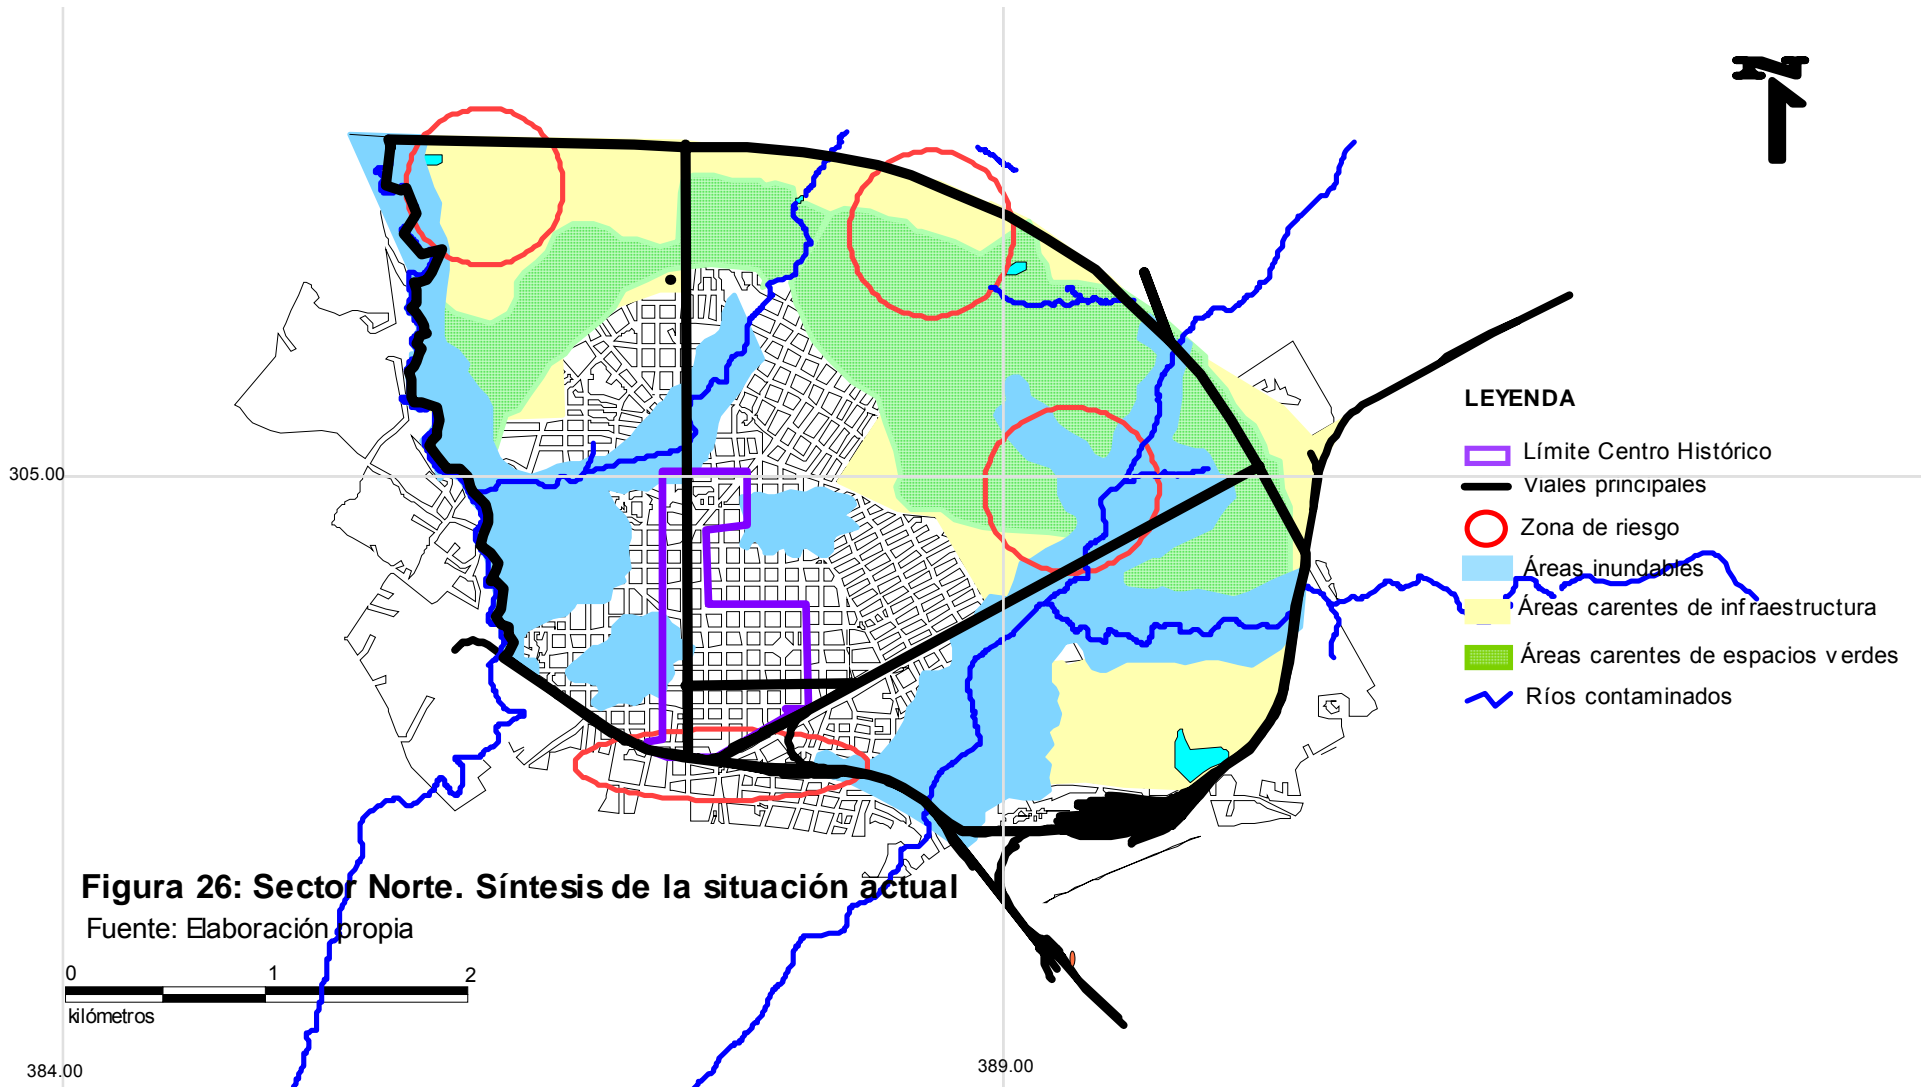 N
305.00
LEYENDA
Límite Centro Histórico
Viales principales
Zona de riesgo
Áreas inundables
Áreas carentes de infraestructura
Áreas carentes de espacios verdes
Ríos contaminados
Figura 26: Sector Norte. Síntesis de la situación actual
Fuente: Elaboración propia
0 1 2
kilómetros
384.00
389.00